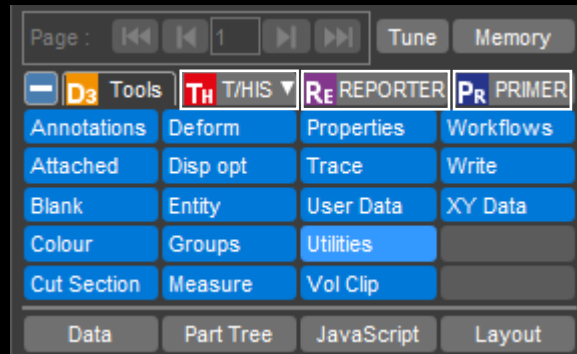 Page : 1 Tune Memory
D3 Tools TH T/HIS RE REPORTER PR PRIMER
Annotations Deform Properties Workflows
Attached Disp opt Trace Write
Blank Entity User Data XY Data
Colour Groups Utilities
Cut Section Measure Vol Clip
Data Part Tree JavaScript Layout